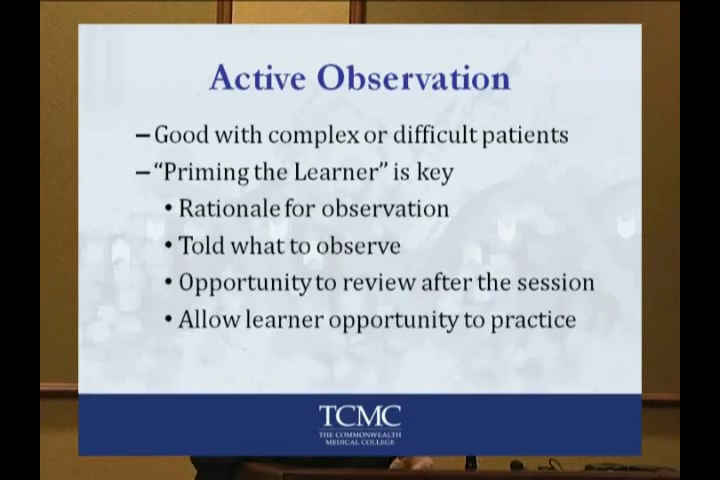 Active Observation
– Good with complex or difficult patients
– “Priming the Learner” is key
• Rationale for observation
• Told what to observe
• Opportunity to review after the session
• Allow learner opportunity to practice
TCMC
THE COMMONWEALTH
MEDICAL COLLEGE